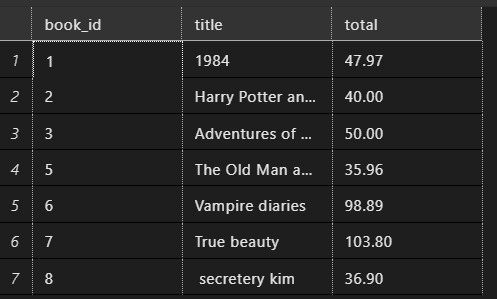 book_id title total
1 1 1984 47.97
2 2 Harry Potter an... 40.00
3 3 Adventures of ... 50.00
4 5 The Old Man a... 35.96
5 6 Vampire diaries 98.89
6 7 True beauty 103.80
7 8 secretery kim 36.90